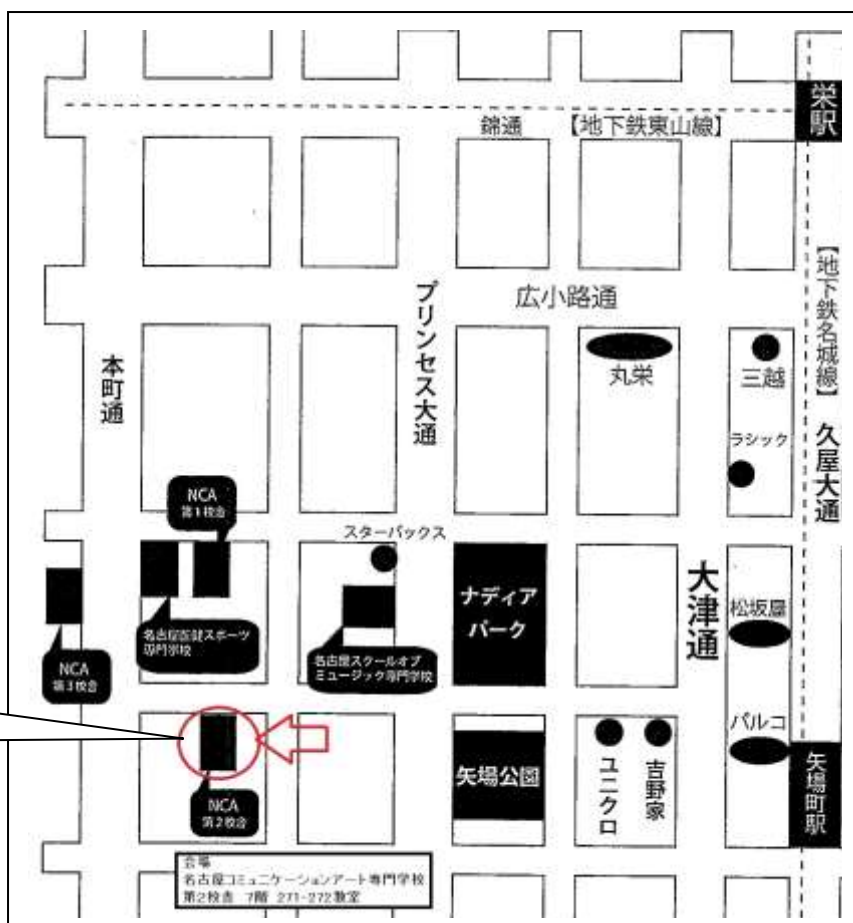 栄駅
錦通
【地下鉄東山線】
【地下鉄名城線】
プリンセス大通
広小路通
本町通
丸栄
三越
ラシック
久屋大通
NCA
第1校舎
スターバックス
ナディア
パーク
大津通
松坂屋
NCA
第3校舎
名古屋医健スポーツ
専門学校
名古屋スクールオブ
ミュージック専門学校
パルコ
矢場公園
ユニクロ
吉野家
矢場町駅
NCA
第2校舎
会場
名古屋コミュニケーションアート専門学校
第2校舎 7階 271-272教室